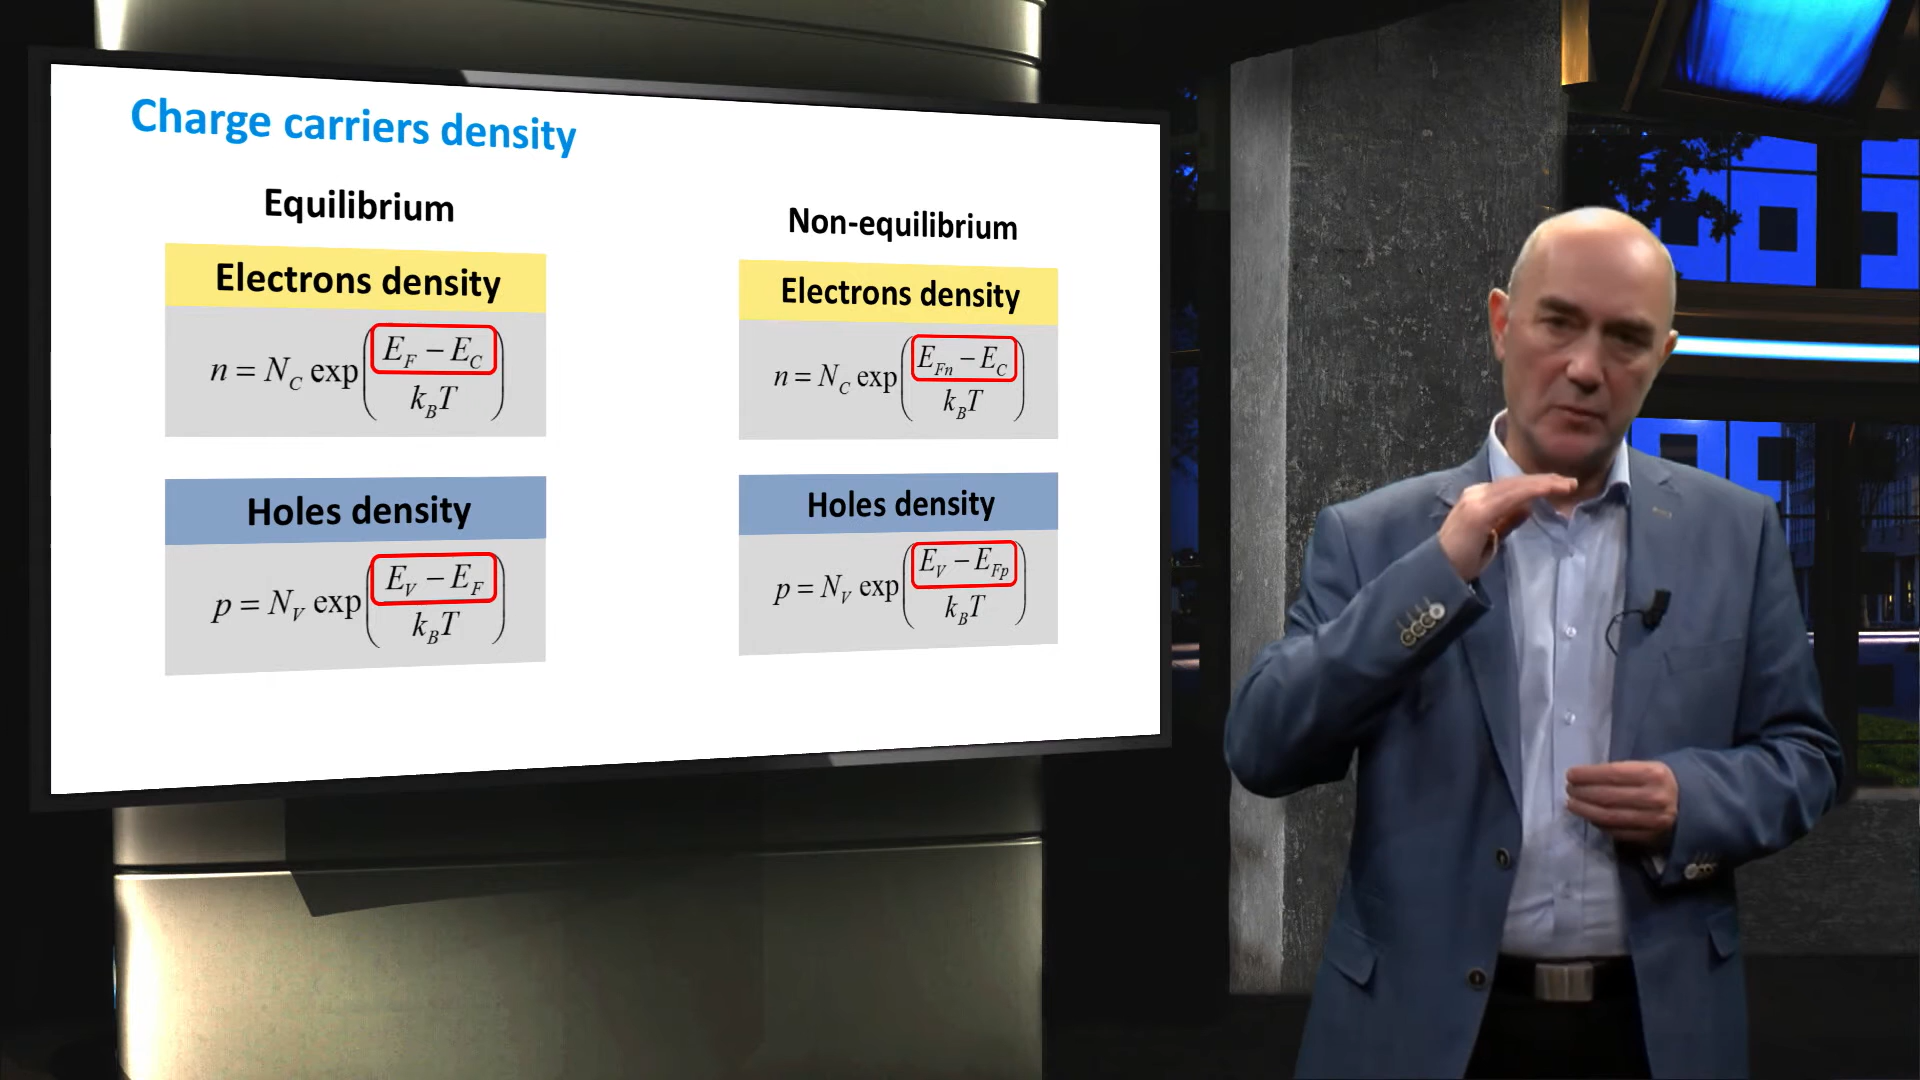 Charge carriers density
Equilibrium
Electrons density
n = N_C exp((E_F − E_C) / (k_B T))
Holes density
p = N_V exp((E_V − E_F) / (k_B T))
Non-equilibrium
Electrons density
n = N_C exp((E_Fn − E_C) / (k_B T))
Holes density
p = N_V exp((E_V − E_Fp) / (k_B T))